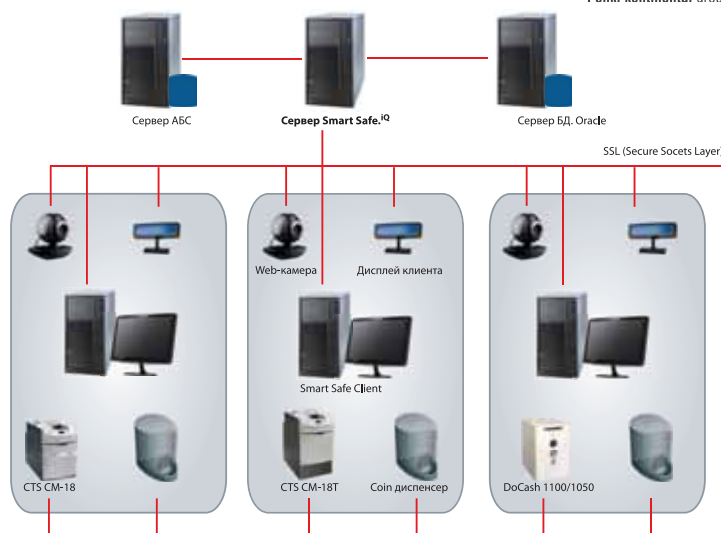 Сервер АБС
Сервер Smart Safe.iQ
Сервер БД. Oracle
SSL (Secure Socets Layer)
Web-камера
Дисплей клиента
Smart Safe Client
CTS CM-18
CTS CM-18T
Coin диспенсер
DoCash 1100/1050